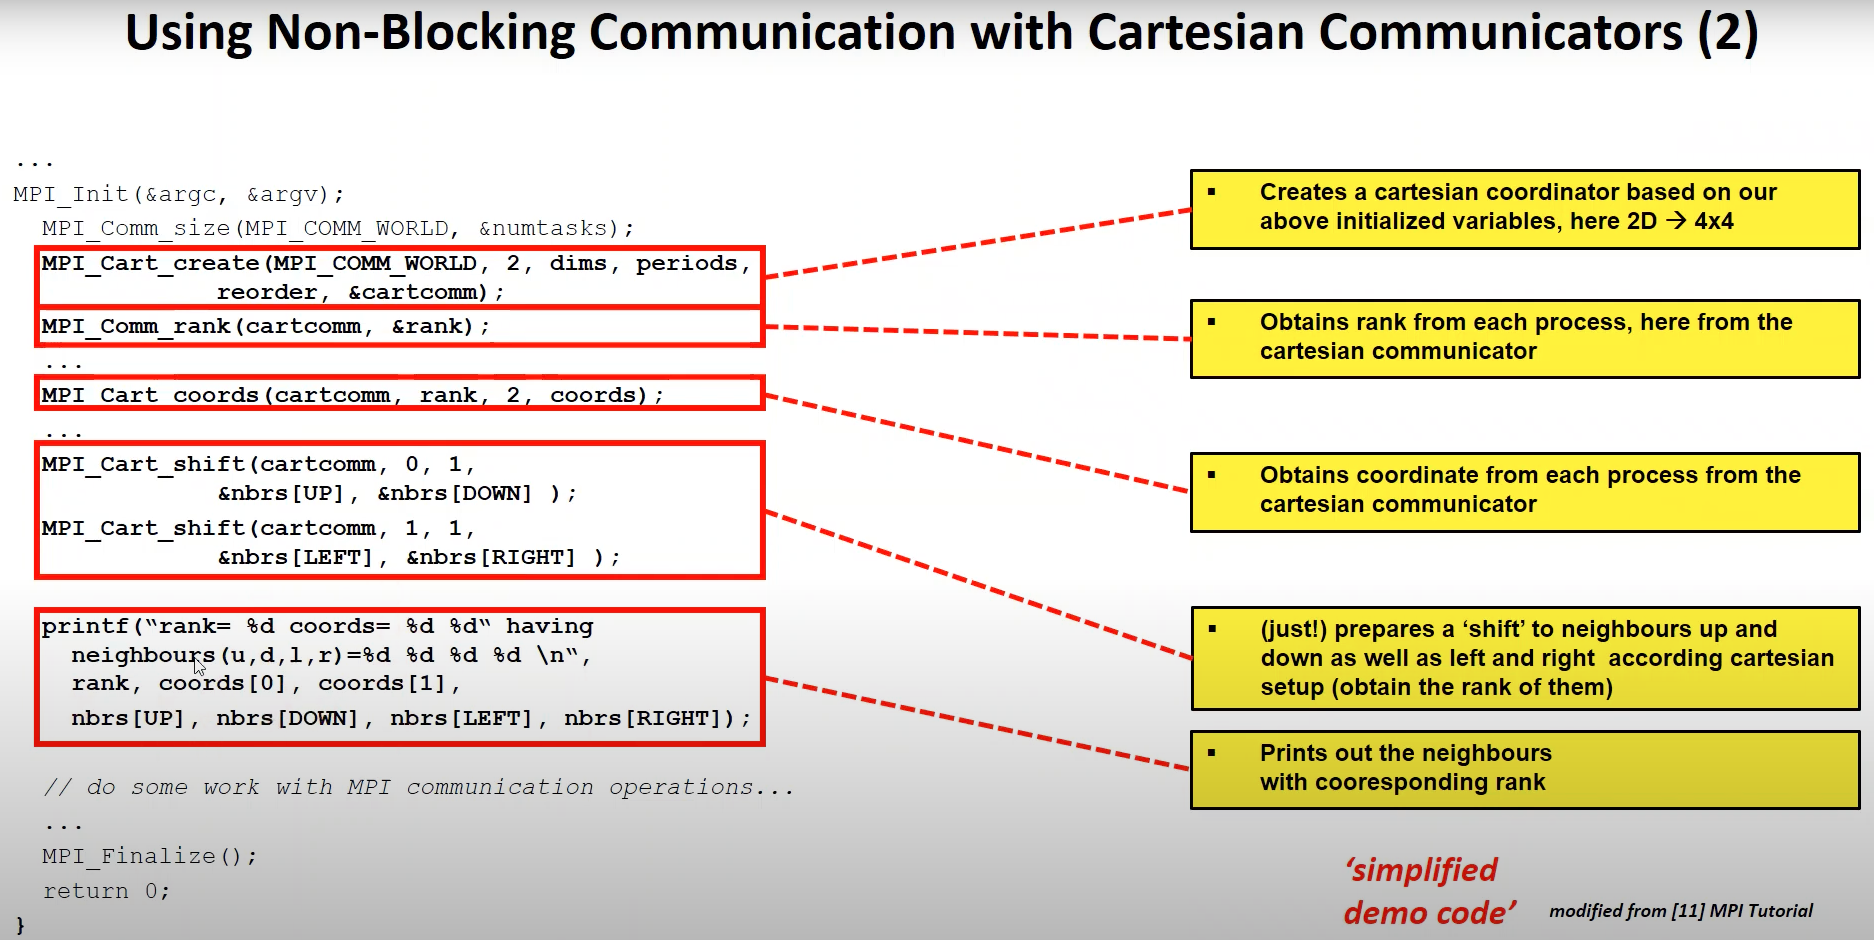 Using Non-Blocking Communication with Cartesian Communicators (2)
...
MPI_Init(&argc, &argv);
MPI_Comm_size(MPI_COMM_WORLD, &numtasks);
MPI_Cart_create(MPI_COMM_WORLD, 2, dims, periods,
reorder, &cartcomm);
MPI_Comm_rank(cartcomm, &rank);
...
MPI_Cart_coords(cartcomm, rank, 2, coords);
...
MPI_Cart_shift(cartcomm, 0, 1,
&nbrs[UP], &nbrs[DOWN] );
MPI_Cart_shift(cartcomm, 1, 1,
&nbrs[LEFT], &nbrs[RIGHT] );
printf(“rank= %d coords= %d %d“ having
neighbours(u,d,l,r)=%d %d %d %d \n“,
rank, coords[0], coords[1],
nbrs[UP], nbrs[DOWN], nbrs[LEFT], nbrs[RIGHT]);
// do some work with MPI communication operations...
...
MPI_Finalize();
return 0;
}
▪ Creates a cartesian coordinator based on our
above initialized variables, here 2D → 4x4
▪ Obtains rank from each process, here from the
cartesian communicator
▪ Obtains coordinate from each process from the
cartesian communicator
▪ (just!) prepares a ‘shift’ to neighbours up and
down as well as left and right according cartesian
setup (obtain the rank of them)
▪ Prints out the neighbours
with cooresponding rank
‘simplified
demo code’
modified from [11] MPI Tutorial